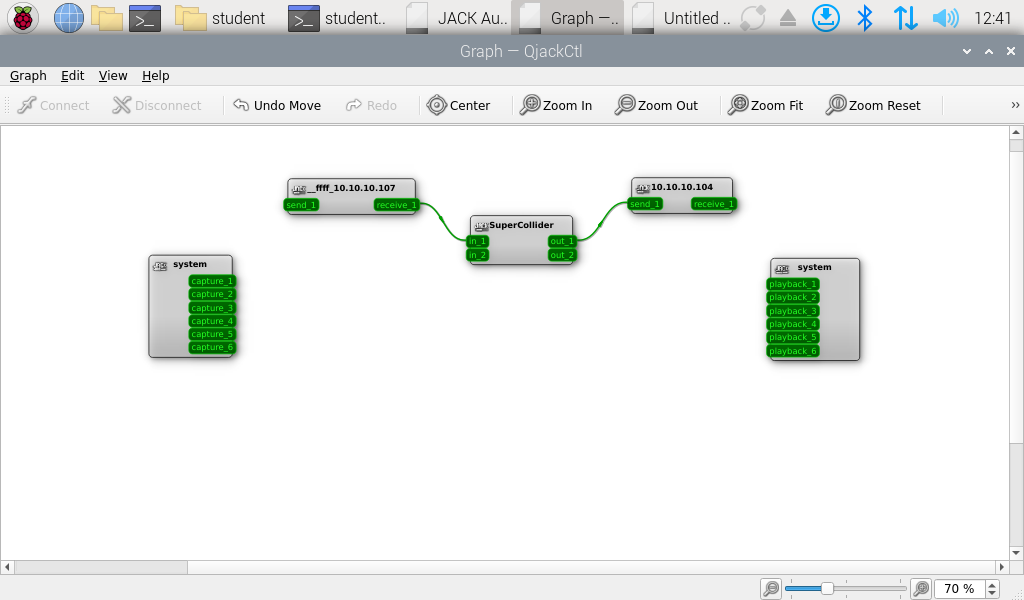 student
student..
JACK Au..
Graph —..
Untitled ..
12:41
Graph — QjackCtl
Graph Edit View Help
Connect Disconnect Undo Move Redo Center Zoom In Zoom Out Zoom Fit Zoom Reset »
__ffff_10.10.10.107
send_1 receive_1
10.10.10.104
send_1 receive_1
SuperCollider
in_1 out_1
in_2 out_2
system
capture_1
capture_2
capture_3
capture_4
capture_5
capture_6
system
playback_1
playback_2
playback_3
playback_4
playback_5
playback_6
70 %